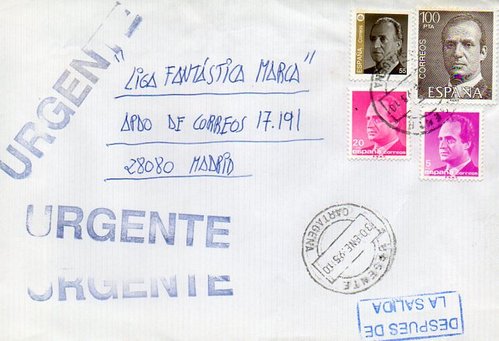 URGENTE
"LIGA FANTÁSTICA MARCA"
APDO DE CORREOS 17.191
28080 MADRID
URGENTE
URGENTE
ESPAÑA
55
100
PTA
CORREOS
ESPAÑA
20
españa correos
5
españa correos
URGENTE
30 ENE. 95 · 10
CARTAGENA
DESPUES DE
LA SALIDA